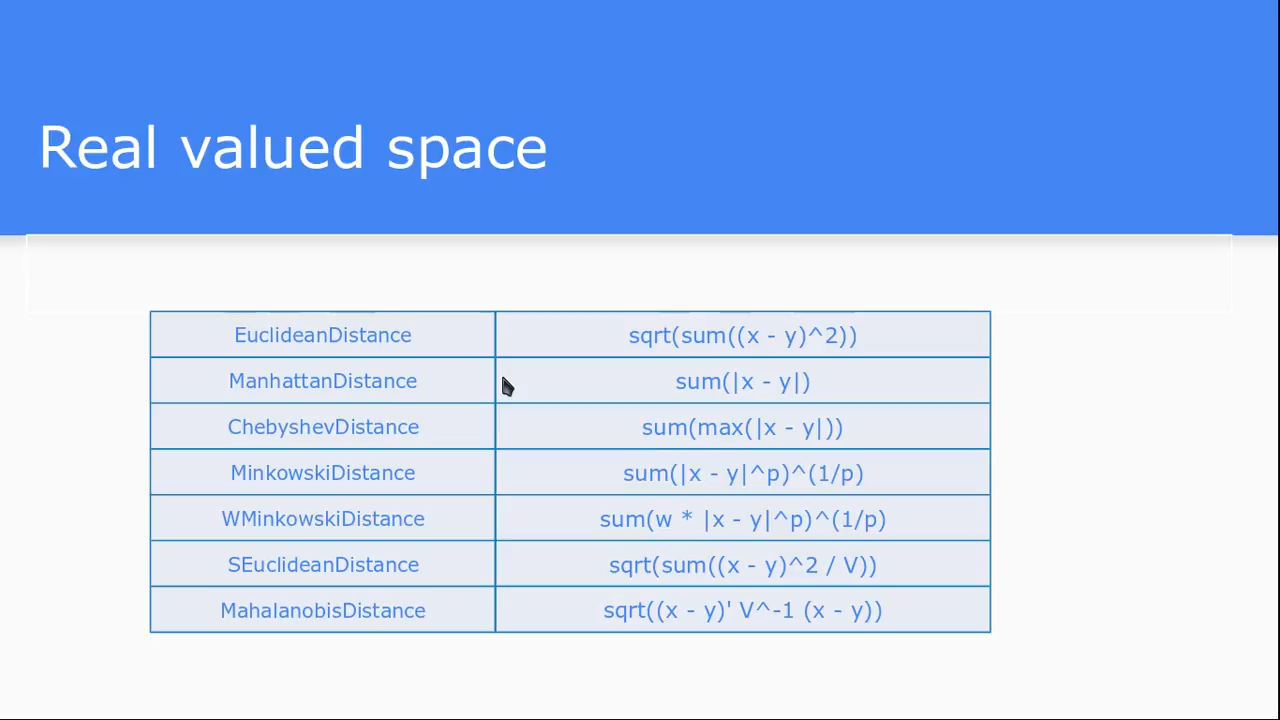 Real valued space
EuclideanDistance sqrt(sum((x - y)^2))
ManhattanDistance sum(|x - y|)
ChebyshevDistance sum(max(|x - y|))
MinkowskiDistance sum(|x - y|^p)^(1/p)
WMinkowskiDistance sum(w * |x - y|^p)^(1/p)
SEuclideanDistance sqrt(sum((x - y)^2 / V))
MahalanobisDistance sqrt((x - y)' V^-1 (x - y))